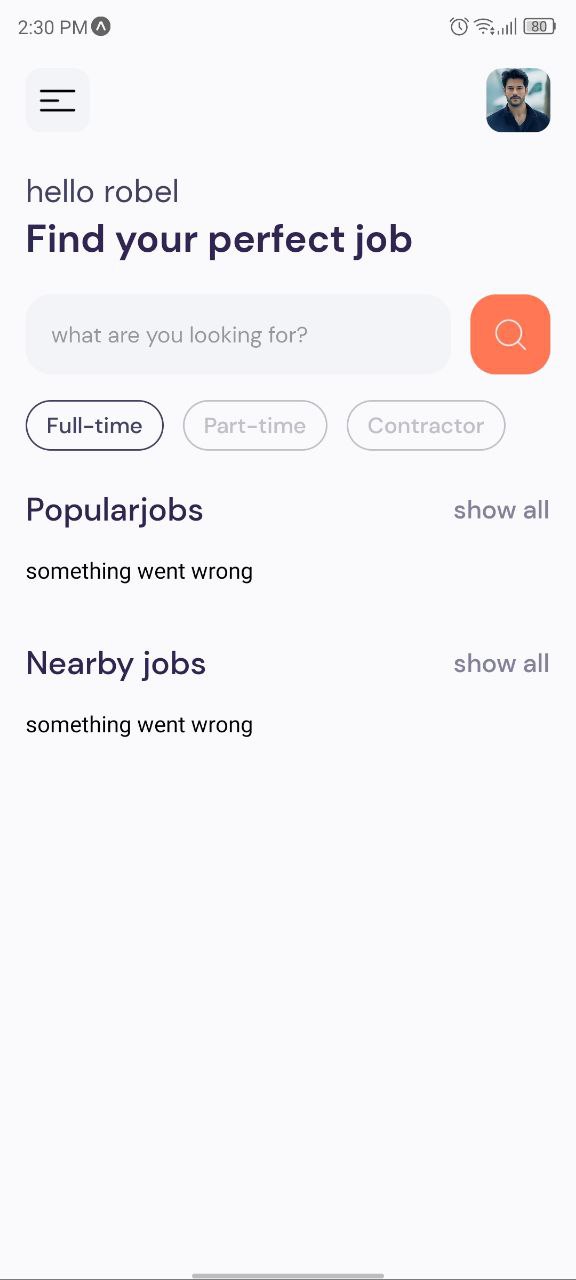 2:30 PM
80
hello robel
Find your perfect job
what are you looking for?
Full-time Part-time Contractor
Popularjobs show all
something went wrong
Nearby jobs show all
something went wrong